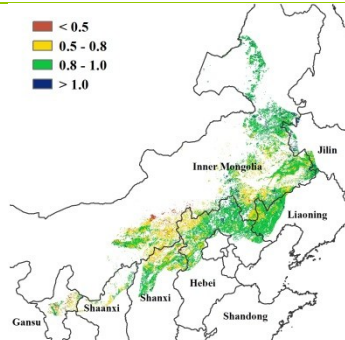 < 0.5
0.5 - 0.8
0.8 - 1.0
> 1.0
Jilin
Inner Mongolia
Liaoning
Hebei
Shaanxi
Shanxi
Gansu
Shandong